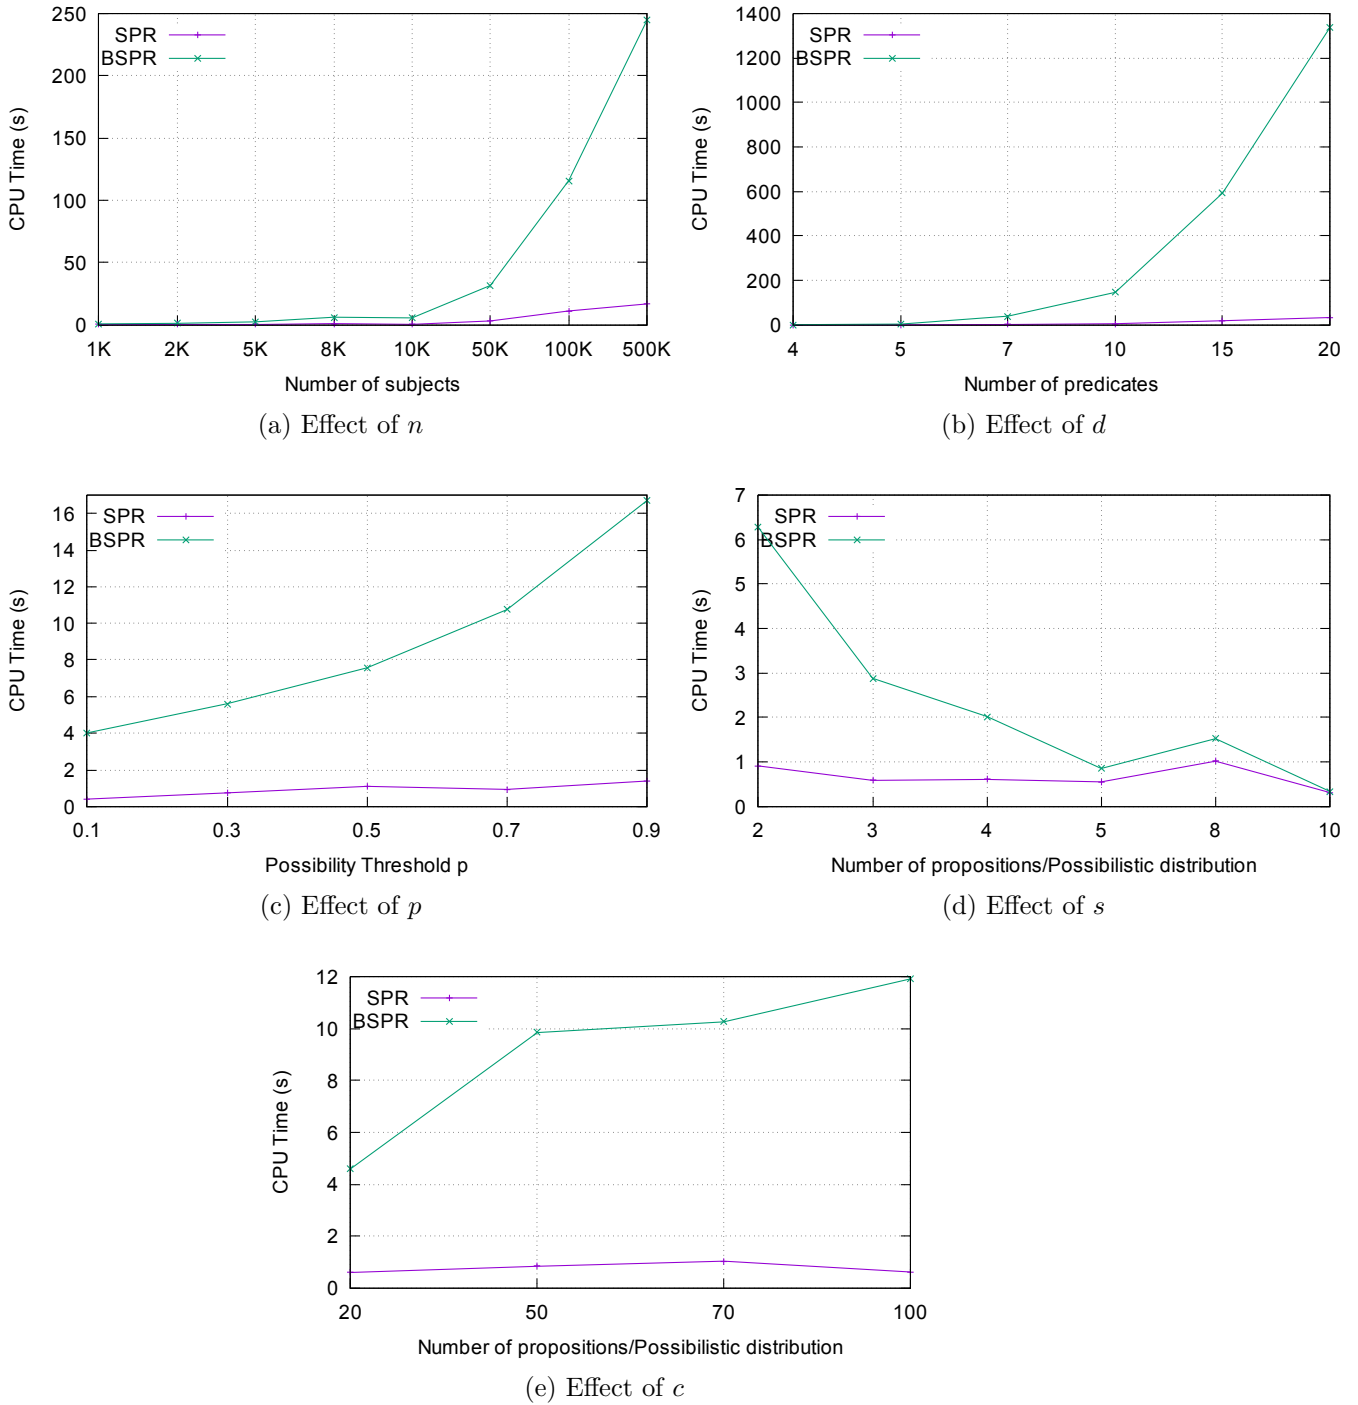 250
200
150
100
50
0
CPU Time (s)
SPR
BSPR
1K 2K 5K 8K 10K 50K 100K 500K
Number of subjects
(a) Effect of n
1400
1200
1000
800
600
400
200
0
CPU Time (s)
SPR
BSPR
4 5 7 10 15 20
Number of predicates
(b) Effect of d
16
14
12
10
8
6
4
2
0
CPU Time (s)
SPR
BSPR
0.1 0.3 0.5 0.7 0.9
Possibility Threshold p
(c) Effect of p
7
6
5
4
3
2
1
0
CPU Time (s)
SPR
BSPR
2 3 4 5 8 10
Number of propositions/Possibilistic distribution
(d) Effect of s
12
10
8
6
4
2
0
CPU Time (s)
SPR
BSPR
20 50 70 100
Number of propositions/Possibilistic distribution
(e) Effect of c